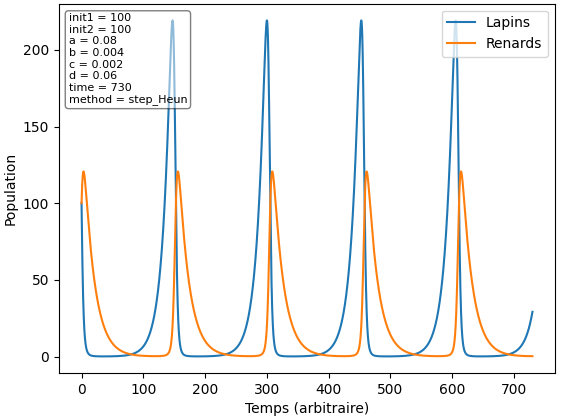 init1 = 100
init2 = 100
a = 0.08
b = 0.004
c = 0.002
d = 0.06
time = 730
method = step_Heun
Lapins
Renards
Population
200
150
100
50
0
0 100 200 300 400 500 600 700
Temps (arbitraire)